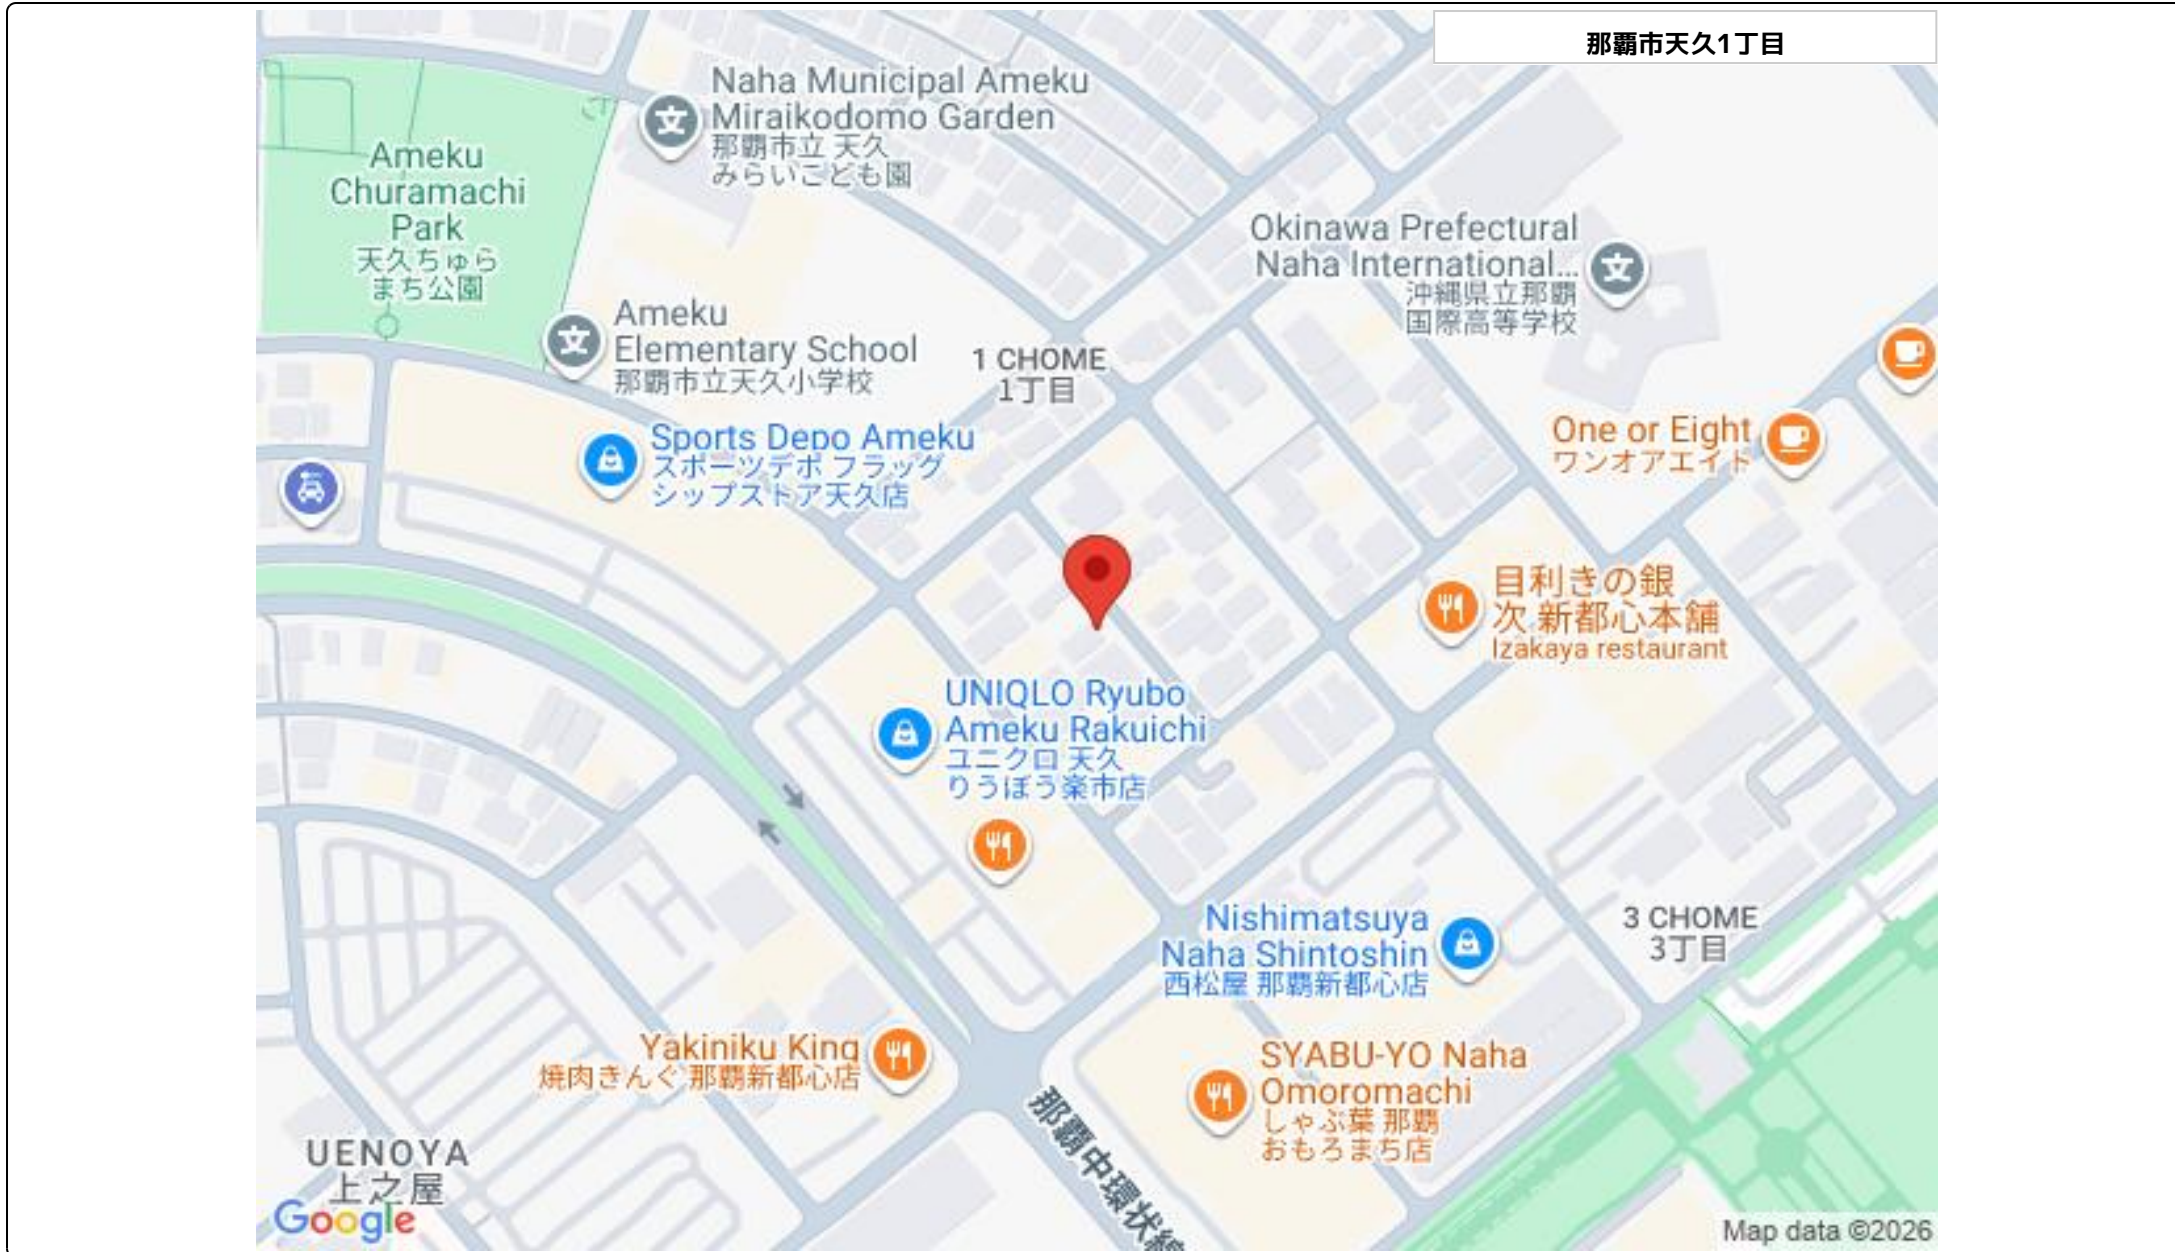 那覇市天久1丁目
Naha Municipal Ameku
Miraikodomo Garden
那覇市立 天久
みらいこども園
Ameku
Churamachi
Park
天久ちゅら
まち公園
Okinawa Prefectural
Naha International...
沖縄県立那覇
国際高等学校
Ameku
Elementary School
那覇市立天久小学校
1 CHOME
1丁目
Sports Depo Ameku
スポーツデポ フラッグ
シップストア天久店
One or Eight
ワンオアエイト
目利きの銀
次 新都心本舗
Izakaya restaurant
UNIQLO Ryubo
Ameku Rakuichi
ユニクロ 天久
りうぼう楽市店
Nishimatsuya
Naha Shintoshin
西松屋 那覇新都心店
3 CHOME
3丁目
Yakiniku King
焼肉きんぐ 那覇新都心店
SYABU-YO Naha
Omoromachi
しゃぶ葉 那覇
おもろまち店
那覇中環状線
UENOYA
上之屋
Google
Map data ©2026